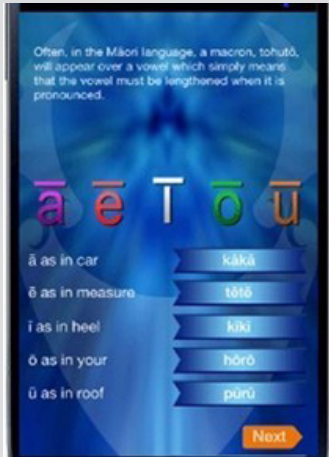 Often, in the Māori language, a macron, tohutō,
will appear over a vowel which simply means
that the vowel must be lengthened when it is
pronounced.
ā ē ī ō ū
ā as in car kākā
ē as in measure tētē
ī as in heel kīkī
ō as in your hōrō
ū as in roof pūrū
Next